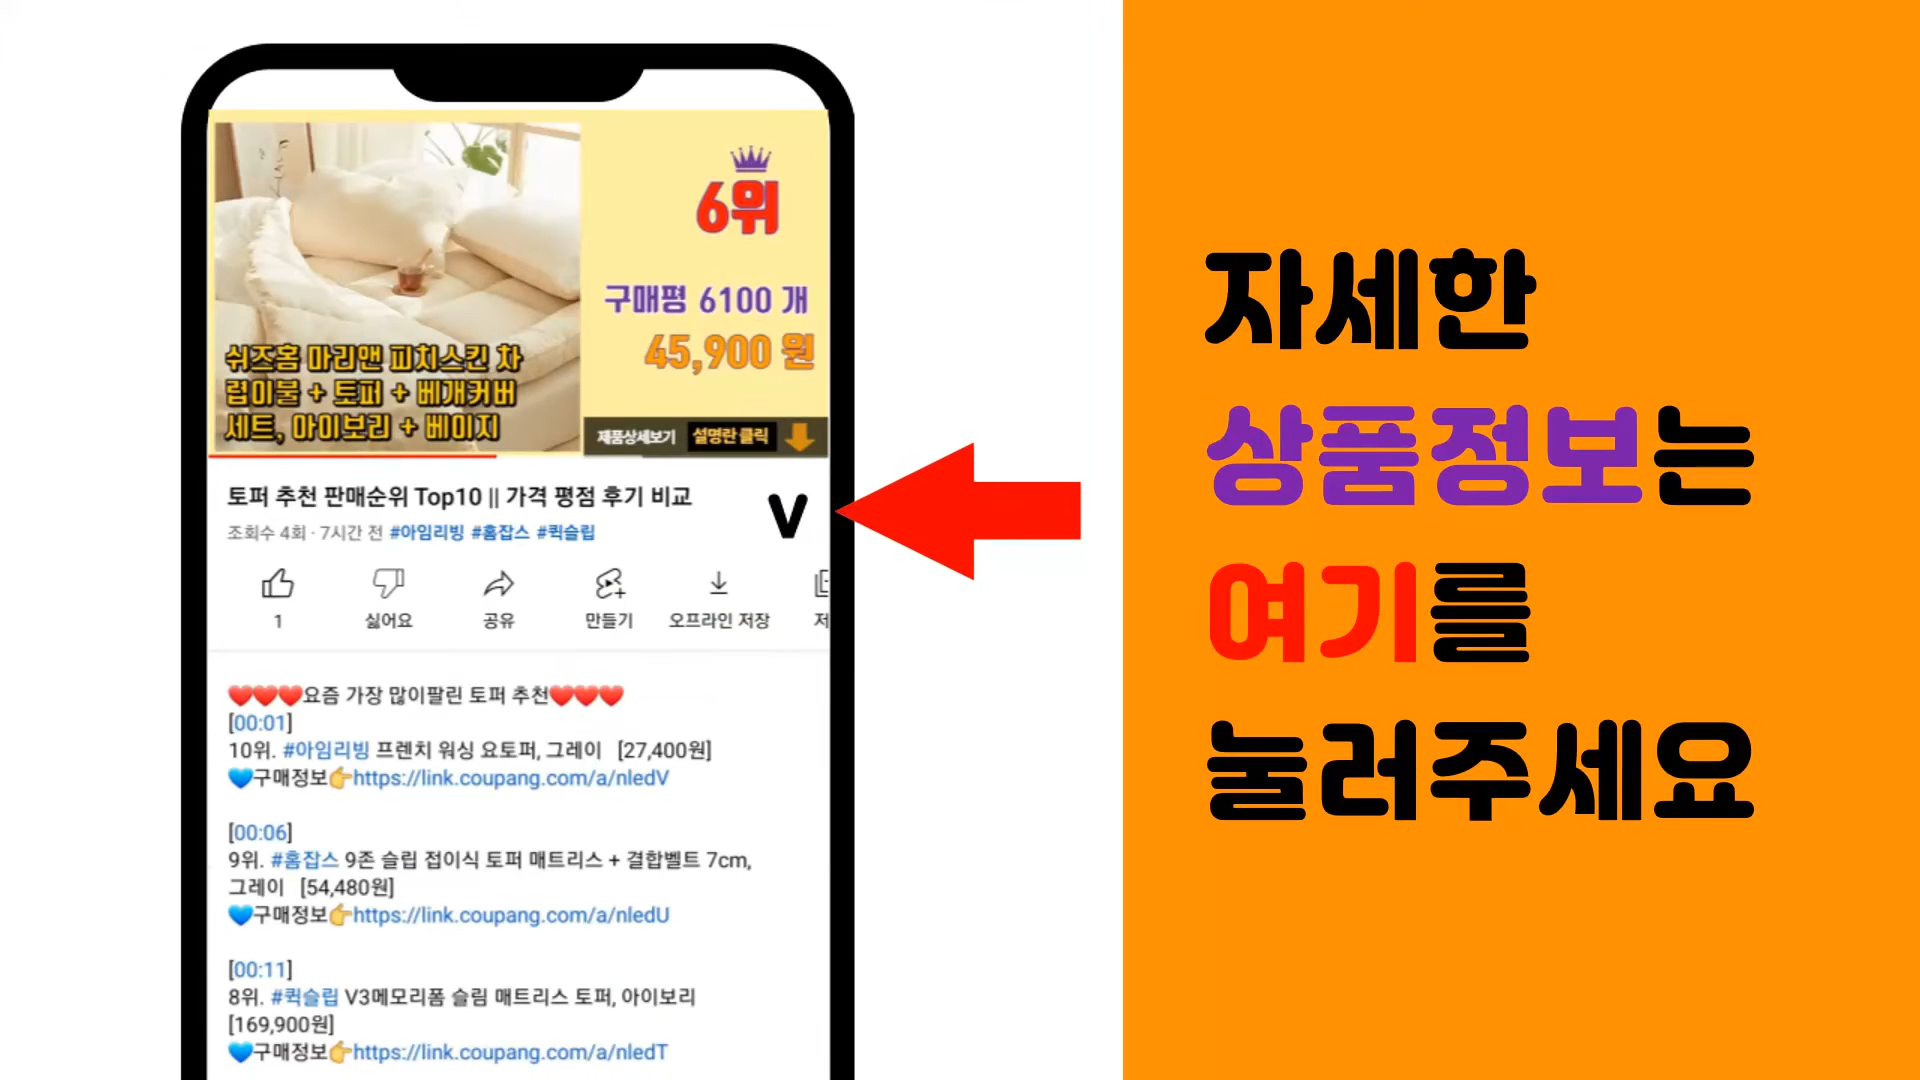 6위
구매평 6100 개
45,900 원
쉬즈홈 마리앤 피치스킨 차
렵이불 + 토퍼 + 베개커버
세트, 아이보리 + 베이지
제품상세보기 설명란 클릭
토퍼 추천 판매순위 Top10 || 가격 평점 후기 비교
V
조회수 4회 · 7시간 전 #아임리빙 #홈잡스 #퀵슬립
1 싫어요 공유 만들기 오프라인 저장 저
❤️❤️❤️요즘 가장 많이팔린 토퍼 추천❤️❤️❤️
[00:01]
10위. #아임리빙 프렌치 워싱 요토퍼, 그레이 [27,400원]
💙구매정보👉https://link.coupang.com/a/nledV
[00:06]
9위. #홈잡스 9존 슬립 접이식 토퍼 매트리스 + 결합벨트 7cm,
그레이 [54,480원]
💙구매정보👉https://link.coupang.com/a/nledU
[00:11]
8위. #퀵슬립 V3메모리폼 슬림 매트리스 토퍼, 아이보리
[169,900원]
💙구매정보👉https://link.coupang.com/a/nledT
자세한
상품정보는
여기를
눌러주세요